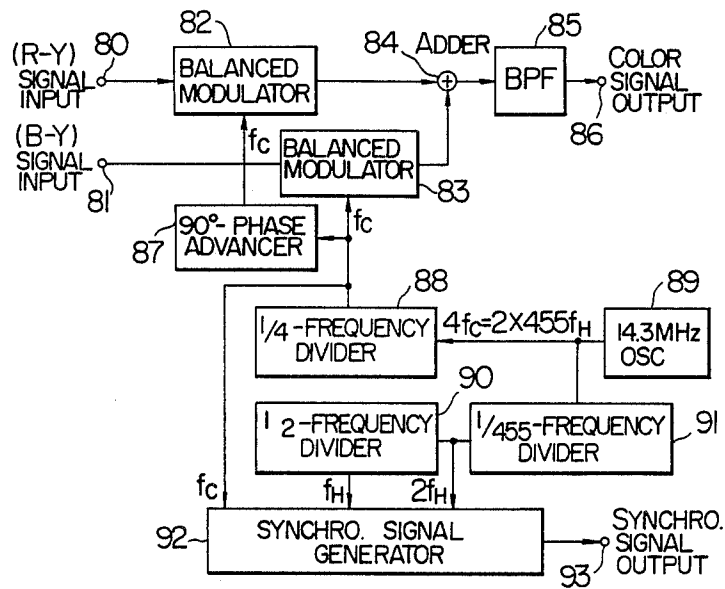 (R-Y)
SIGNAL
INPUT
80
82
BALANCED
MODULATOR
84
ADDER
85
BPF
COLOR
SIGNAL
OUTPUT
86
(B-Y)
SIGNAL
INPUT
81
fC
BALANCED
MODULATOR
83
87
90°-PHASE
ADVANCER
fC
88
1/4-FREQUENCY
DIVIDER
4fC=2X455fH
89
14.3MHz
OSC
90
1 2-FREQUENCY
DIVIDER
1/455-FREQUENCY
DIVIDER
91
fC
fH
2fH
92
SYNCHRO. SIGNAL
GENERATOR
SYNCHRO.
SIGNAL
OUTPUT
93